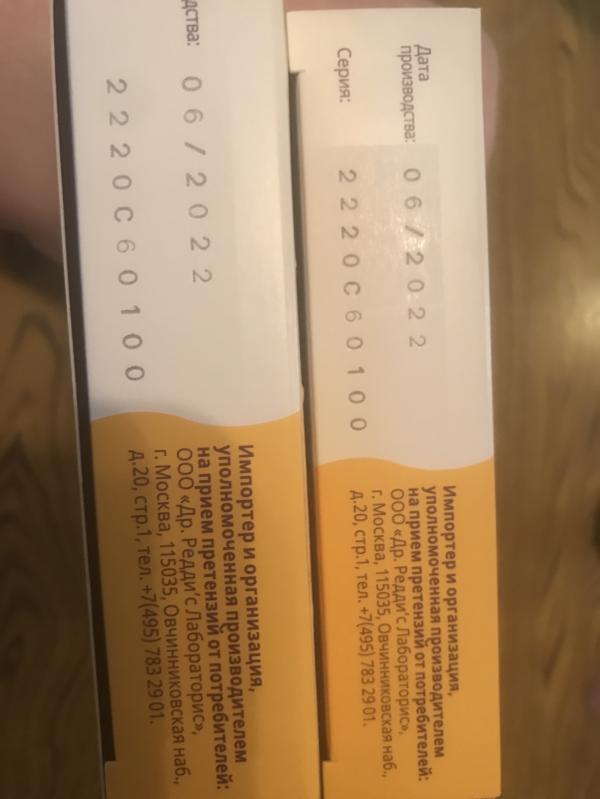 дства: 06/2022
2220С60100
Импортер и организация,
уполномоченная производителем
на прием претензий от потребителей:
ООО «Др. Редди'с Лабораторис»,
г. Москва, 115035, Овчинниковская наб.,
д.20, стр.1, тел. +7(495) 783 29 01.
Дата
производства: 06/2022
Серия: 2220С60100
Импортер и организация,
уполномоченная производителем
на прием претензий от потребителей:
ООО «Др. Редди'с Лабораторис»,
г. Москва, 115035, Овчинниковская наб.,
д.20, стр.1, тел. +7(495) 783 29 01.